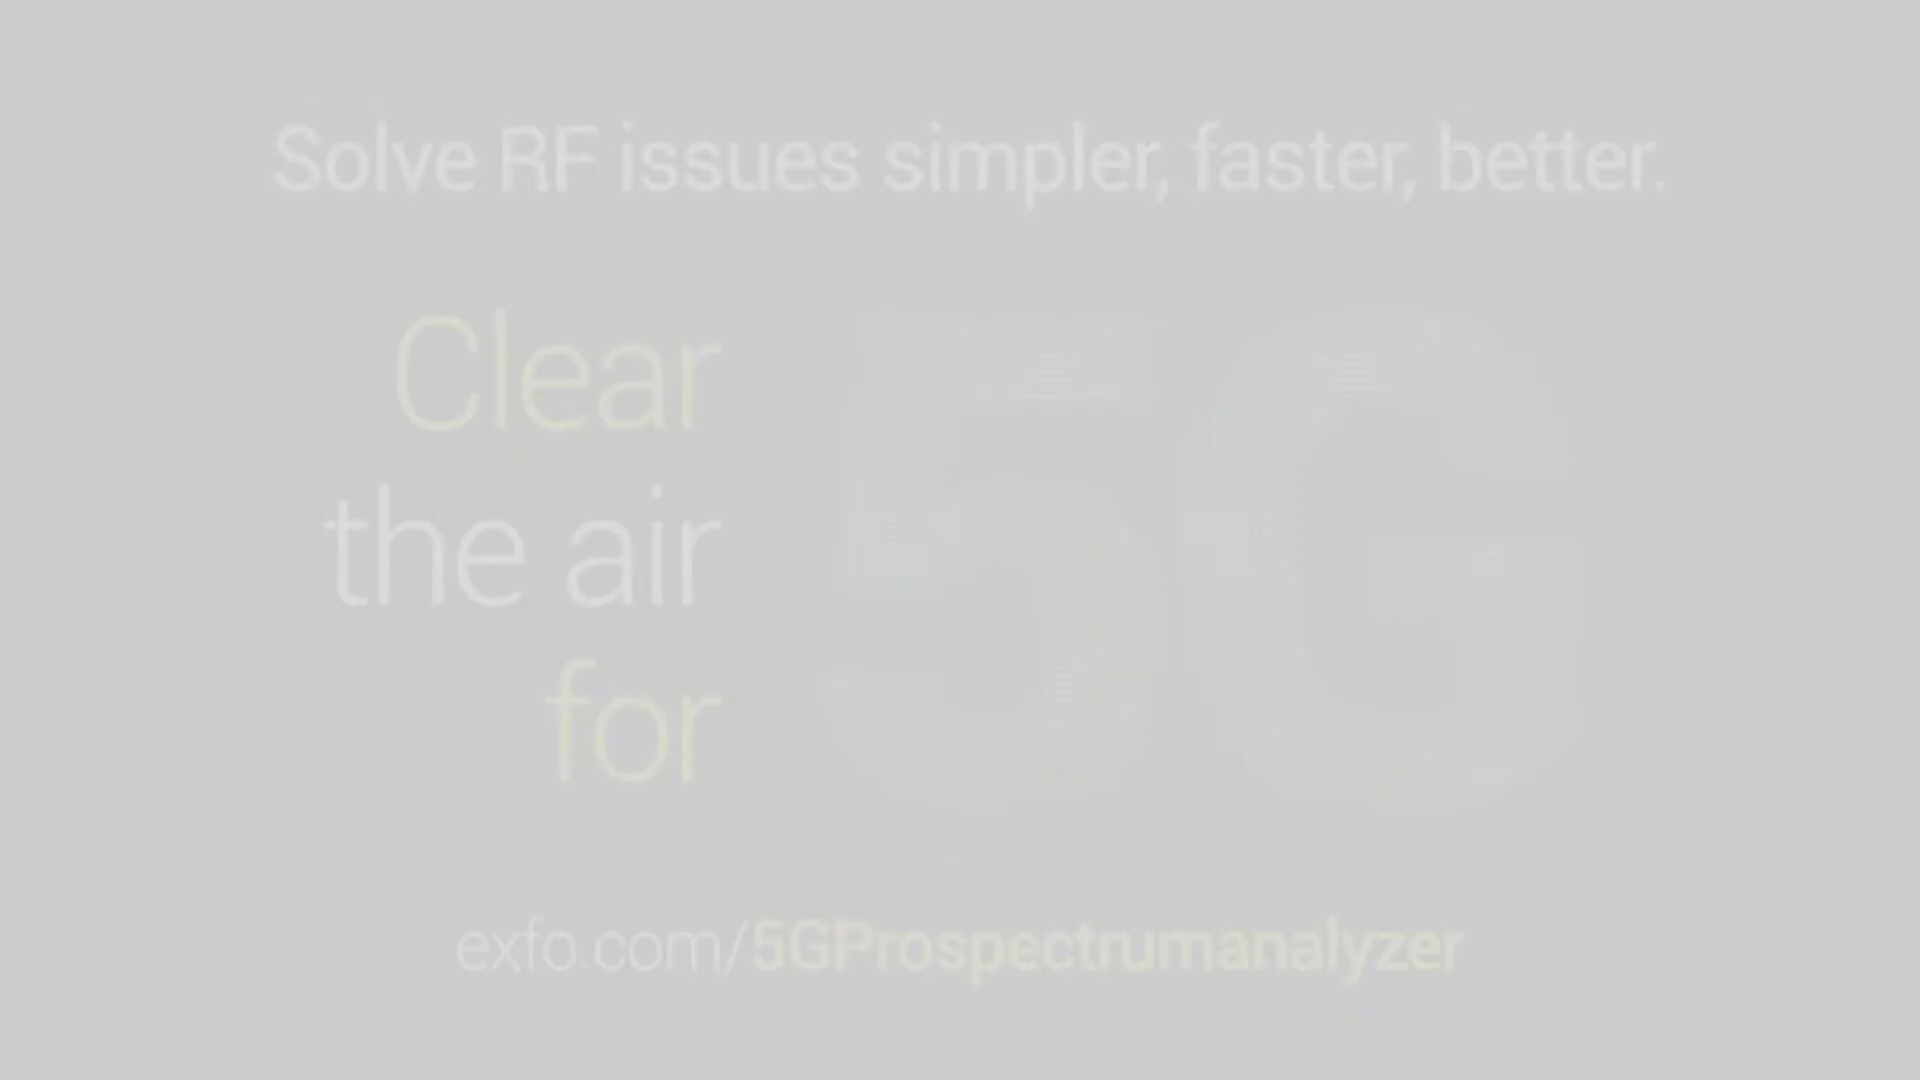 Solve RF issues simpler, faster, better.
Clear
the air
for
5G
exfo.com/5GProspectrumanalyzer